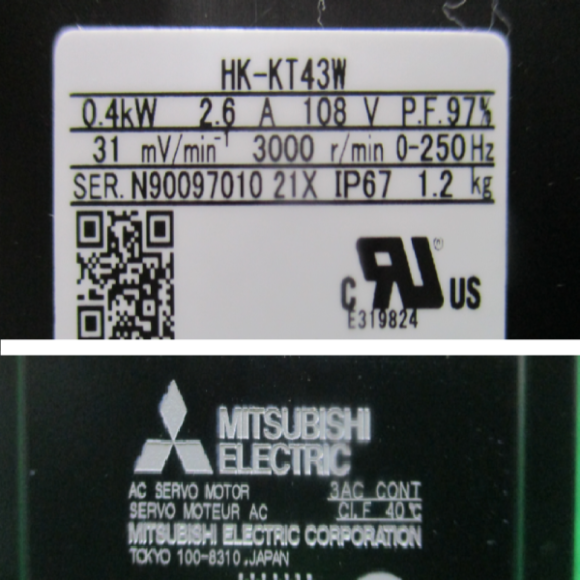 HK-KT43W
0.4kW 2.6 A 108 V P.F.97%
31 mV/min⁻¹ 3000 r/min 0-250 Hz
SER. N90097010 21X IP67 1.2 kg
C UR US
E319824
MITSUBISHI
ELECTRIC
AC SERVO MOTOR 3AC CONT
SERVO MOTEUR AC CI.F 40℃
MITSUBISHI ELECTRIC CORPORATION
TOKYO 100-8310,JAPAN